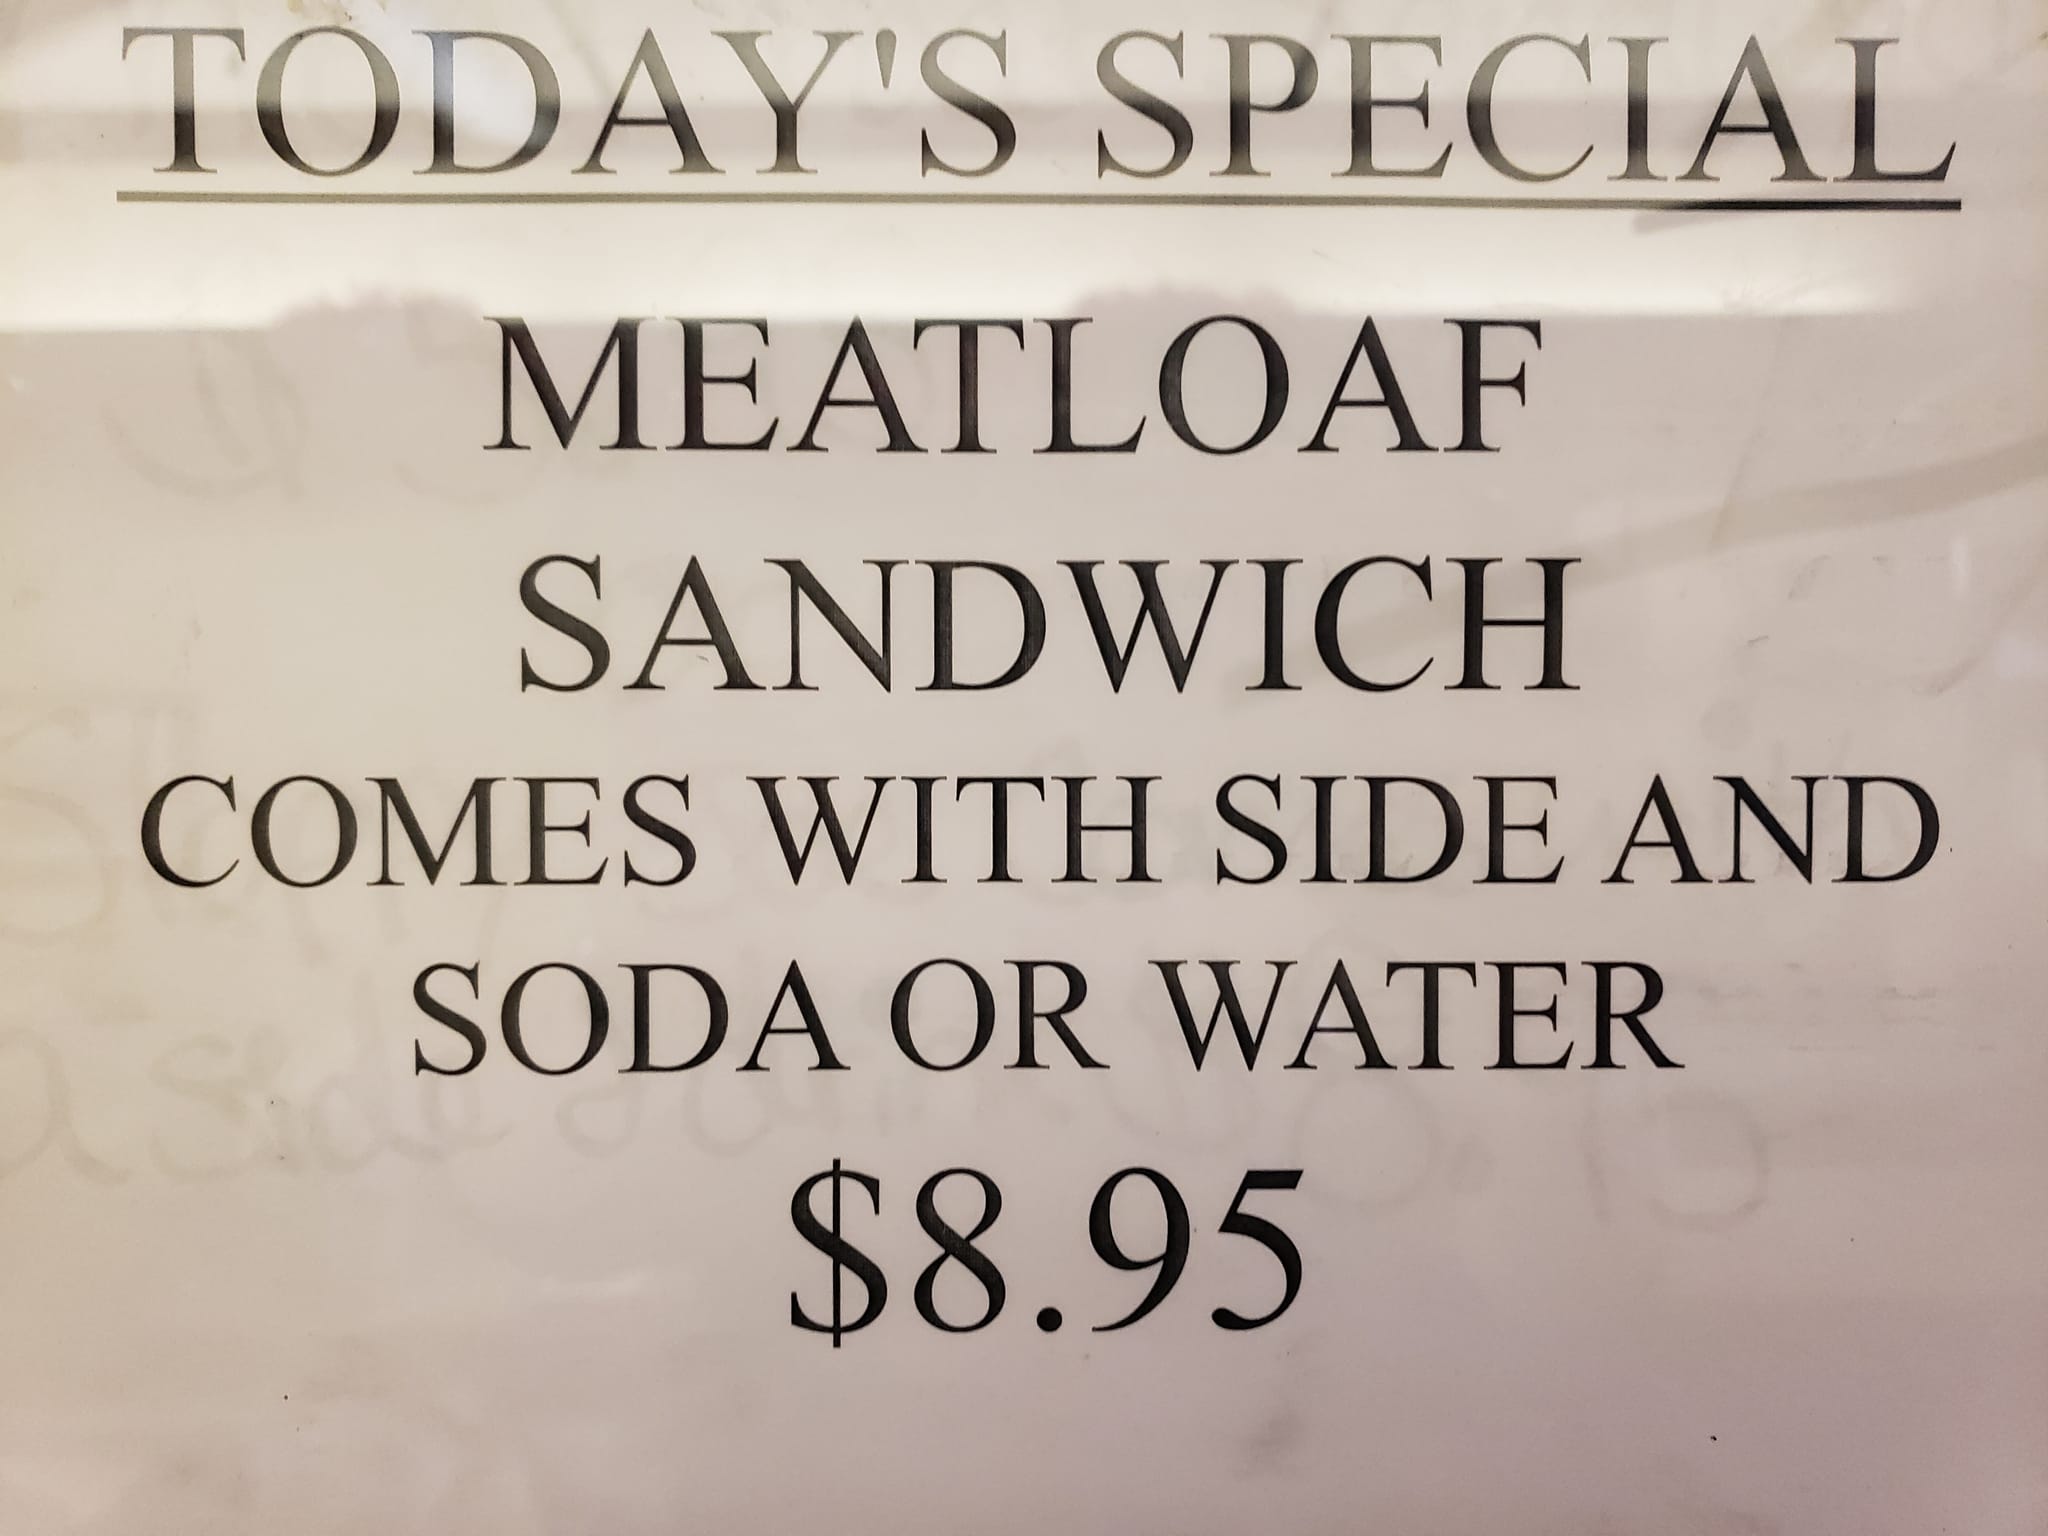 TODAY'S SPECIAL
MEATLOAF
SANDWICH
COMES WITH SIDE AND
SODA OR WATER
$8.95